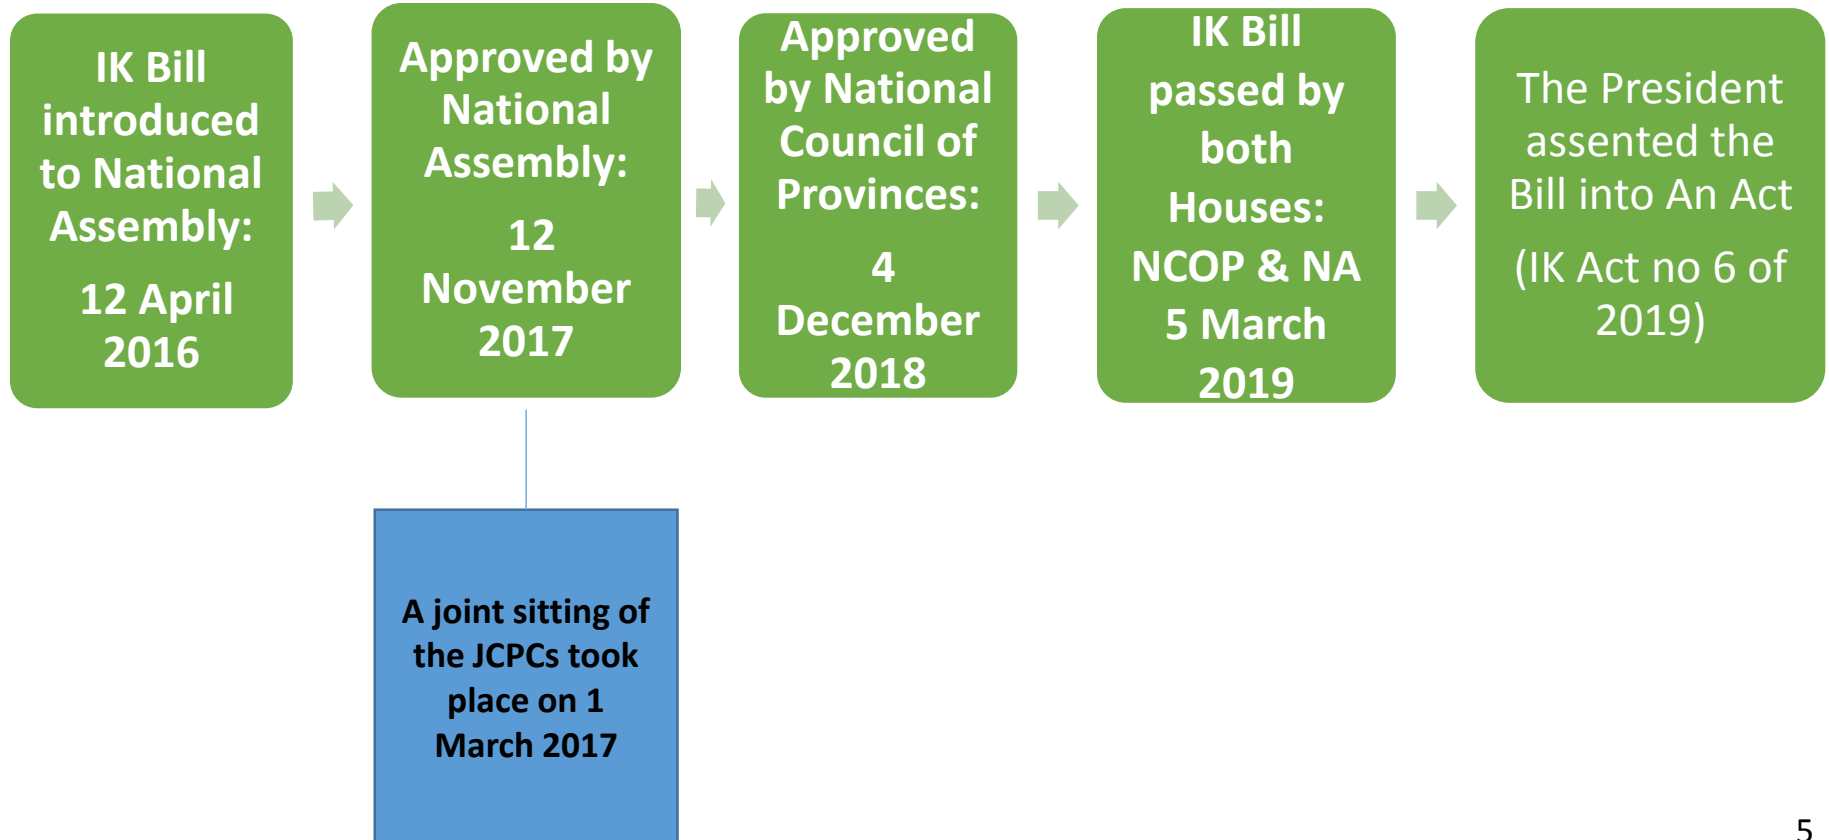 IK Bill
introduced
to National
Assembly:
12 April
2016
Approved by
National
Assembly:
12
November
2017
Approved
by National
Council of
Provinces:
4
December
2018
IK Bill
passed by
both
Houses:
NCOP & NA
5 March
2019
The President
assented the
Bill into An Act
(IK Act no 6 of
2019)
A joint sitting of
the JCPCs took
place on 1
March 2017
5